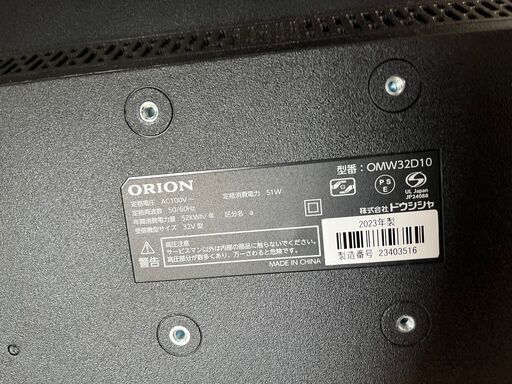 ORION
型番：OMW32D10
定格電圧 AC100V～
定格周波数 50/60Hz
定格消費電力 51W
年間消費電力量 52kWh/年 区分名 a
受信機型サイズ 32V型
PS
E
UL Japan
JP24088
株式会社ドウシシャ
警告
高圧注意
サービスマン以外は内部の部品に触らないでください。
高圧部分が数多くあり、万一さわると危険です。
MADE IN CHINA
2023年製
製造番号 23403516